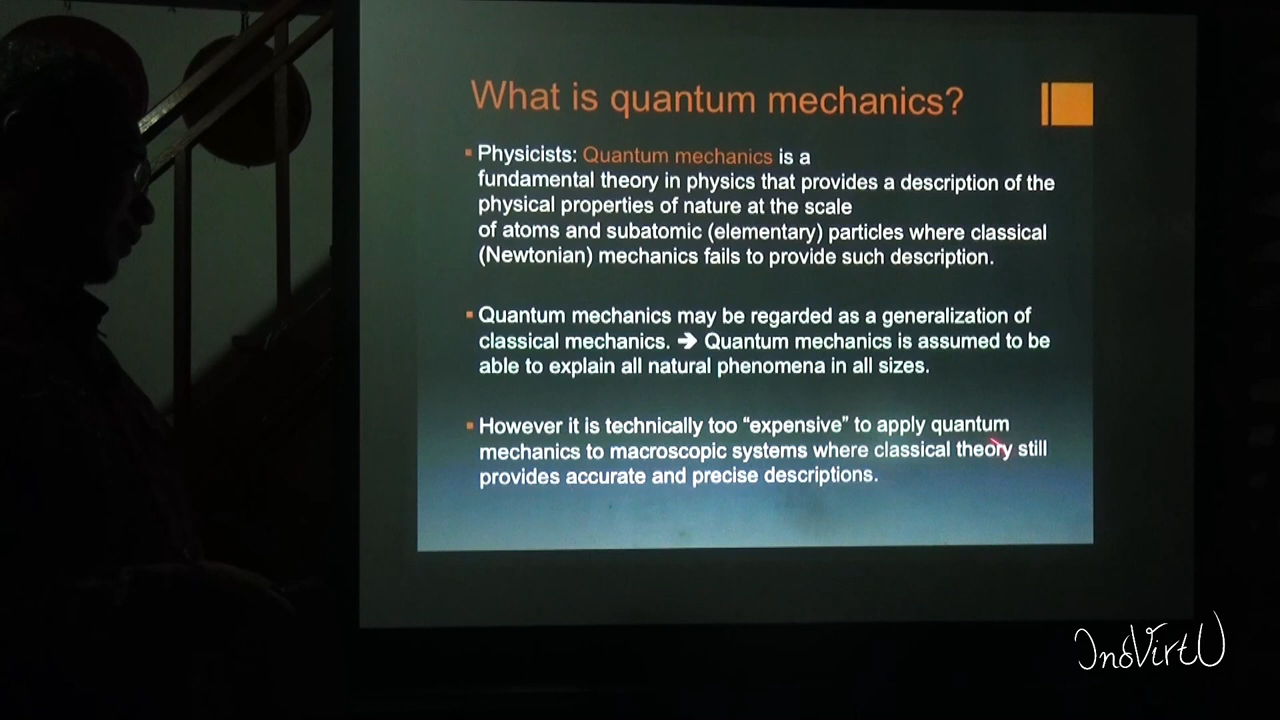 What is quantum mechanics?
Physicists: Quantum mechanics is a
fundamental theory in physics that provides a description of the
physical properties of nature at the scale
of atoms and subatomic (elementary) particles where classical
(Newtonian) mechanics fails to provide such description.
Quantum mechanics may be regarded as a generalization of
classical mechanics. ➔ Quantum mechanics is assumed to be
able to explain all natural phenomena in all sizes.
However it is technically too “expensive” to apply quantum
mechanics to macroscopic systems where classical theory still
provides accurate and precise descriptions.
InoVirtU